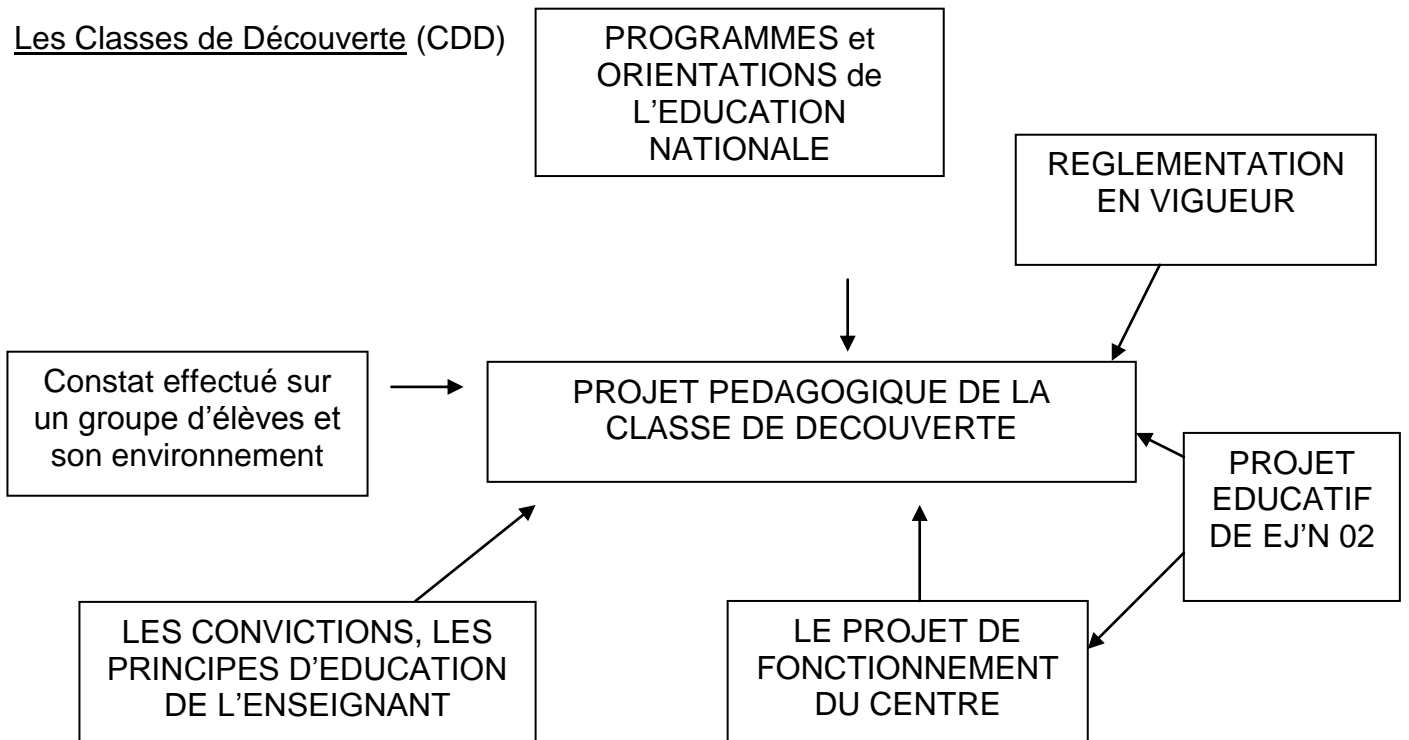 Les Classes de Découverte (CDD)
PROGRAMMES et
ORIENTATIONS de
L’EDUCATION
NATIONALE
REGLEMENTATION
EN VIGUEUR
Constat effectué sur
un groupe d’élèves et
son environnement
PROJET PEDAGOGIQUE DE LA
CLASSE DE DECOUVERTE
PROJET
EDUCATIF
DE EJ’N 02
LES CONVICTIONS, LES
PRINCIPES D’EDUCATION
DE L’ENSEIGNANT
LE PROJET DE
FONCTIONNEMENT
DU CENTRE